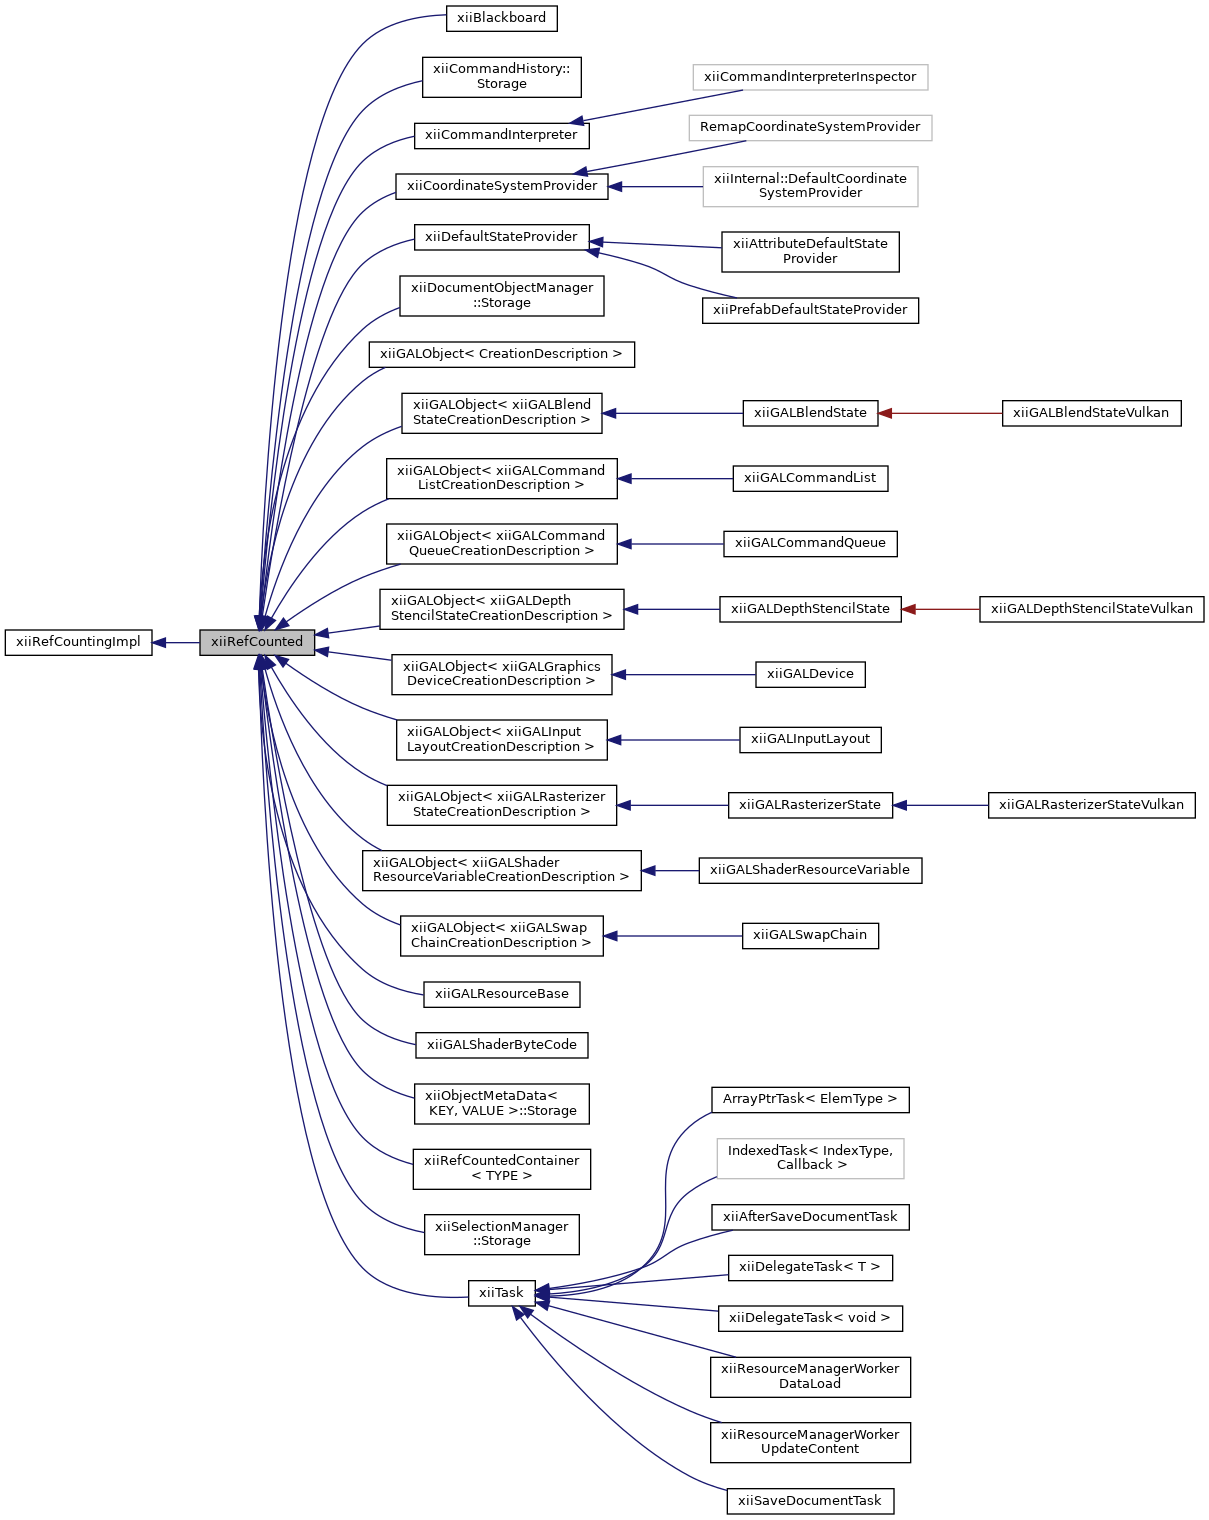 xiiBlackboard
xiiCommandHistory::
Storage
xiiCommandInterpreterInspector
xiiCommandInterpreter
RemapCoordinateSystemProvider
xiiCoordinateSystemProvider
xiiInternal::DefaultCoordinate
SystemProvider
xiiDefaultStateProvider
xiiAttributeDefaultState
Provider
xiiDocumentObjectManager
::Storage
xiiPrefabDefaultStateProvider
xiiGALObject< CreationDescription >
xiiGALObject< xiiGALBlend
StateCreationDescription >
xiiGALBlendState
xiiGALBlendStateVulkan
xiiGALObject< xiiGALCommand
ListCreationDescription >
xiiGALCommandList
xiiGALObject< xiiGALCommand
QueueCreationDescription >
xiiGALCommandQueue
xiiGALObject< xiiGALDepth
StencilStateCreationDescription >
xiiGALDepthStencilState
xiiGALDepthStencilStateVulkan
xiiRefCountingImpl
xiiRefCounted
xiiGALObject< xiiGALGraphics
DeviceCreationDescription >
xiiGALDevice
xiiGALObject< xiiGALInput
LayoutCreationDescription >
xiiGALInputLayout
xiiGALObject< xiiGALRasterizer
StateCreationDescription >
xiiGALRasterizerState
xiiGALRasterizerStateVulkan
xiiGALObject< xiiGALShader
ResourceVariableCreationDescription >
xiiGALShaderResourceVariable
xiiGALObject< xiiGALSwap
ChainCreationDescription >
xiiGALSwapChain
xiiGALResourceBase
xiiGALShaderByteCode
xiiObjectMetaData<
KEY, VALUE >::Storage
ArrayPtrTask< ElemType >
xiiRefCountedContainer
< TYPE >
IndexedTask< IndexType,
Callback >
xiiSelectionManager
::Storage
xiiAfterSaveDocumentTask
xiiDelegateTask< T >
xiiTask
xiiDelegateTask< void >
xiiResourceManagerWorker
DataLoad
xiiResourceManagerWorker
UpdateContent
xiiSaveDocumentTask